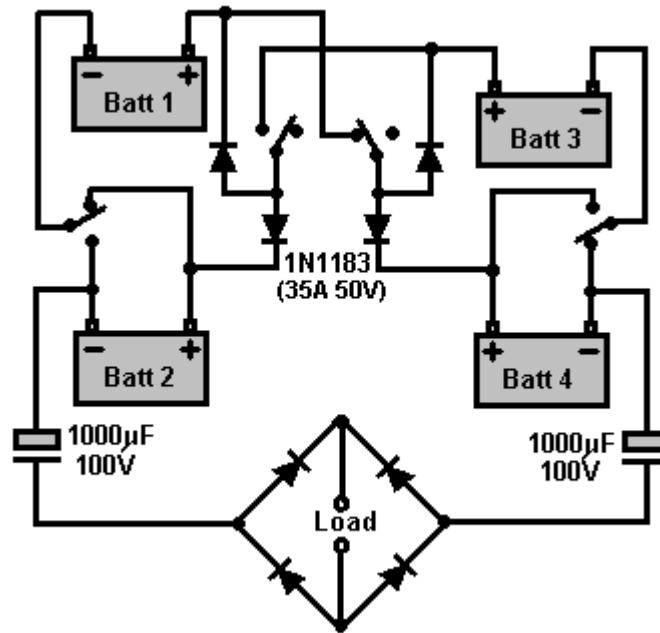 − +
Batt 1
+ −
Batt 3
1N1183
(35A 50V)
− +
Batt 2
+ −
Batt 4
1000µF
100V
1000µF
100V
Load